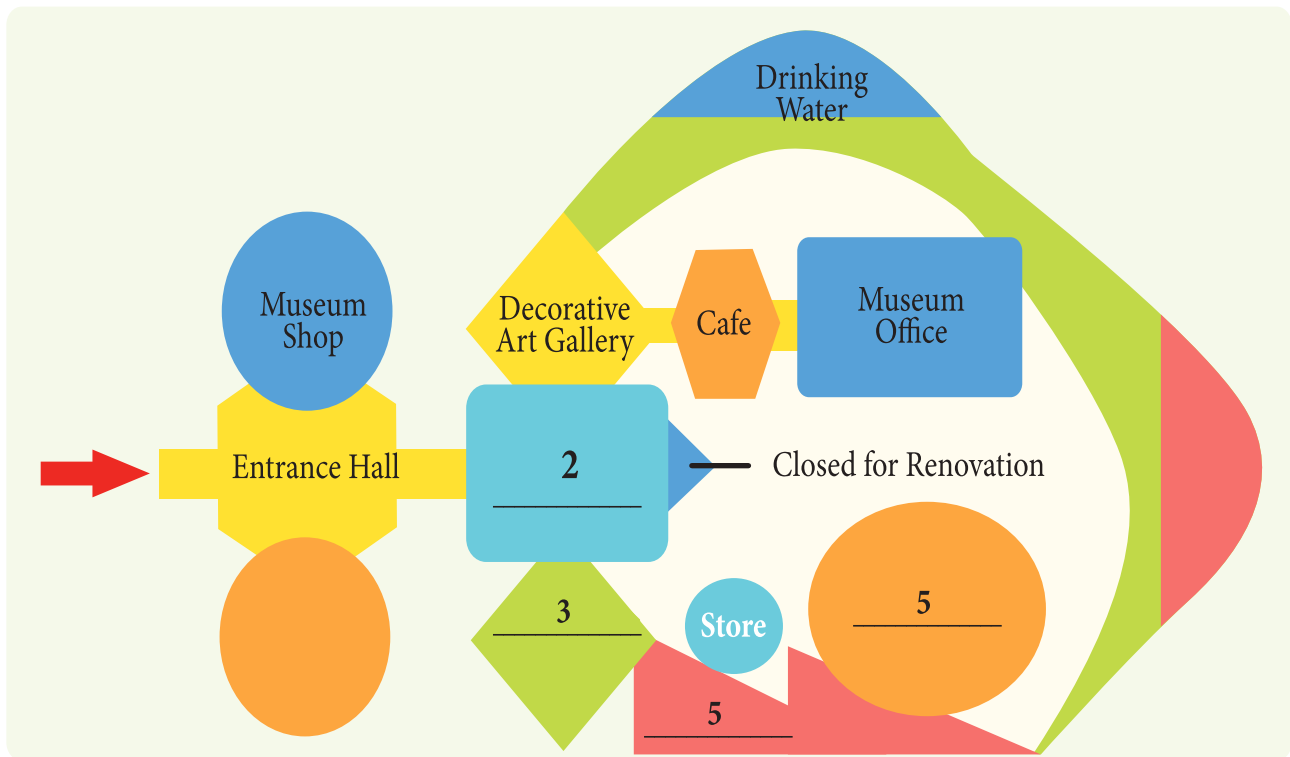 Drinking
Water
Museum
Shop
Decorative
Art Gallery
Cafe
Museum
Office
Entrance Hall
2
Closed for Renovation
3
Store
5
5